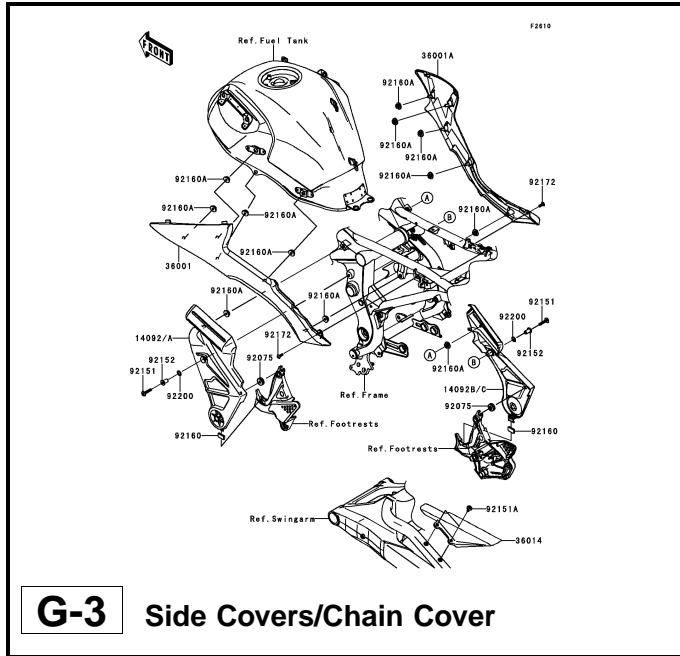 F2610
FRONT
Ref.Fuel Tank
36001A
92160A
92160A
92160A
92160A
92172
92160A
A
B
92160A
92160A
92160A
92160A
36001
92160A
92160A
92151
92200
92152
14092/A
92172
92152
92075
92151
92200
A
92160A
B
14092B/C
Ref.Frame
92075
Ref.Footrests
92160
92160
Ref.Footrests
Ref.Swingarm
92151A
36014
G-3 Side Covers/Chain Cover